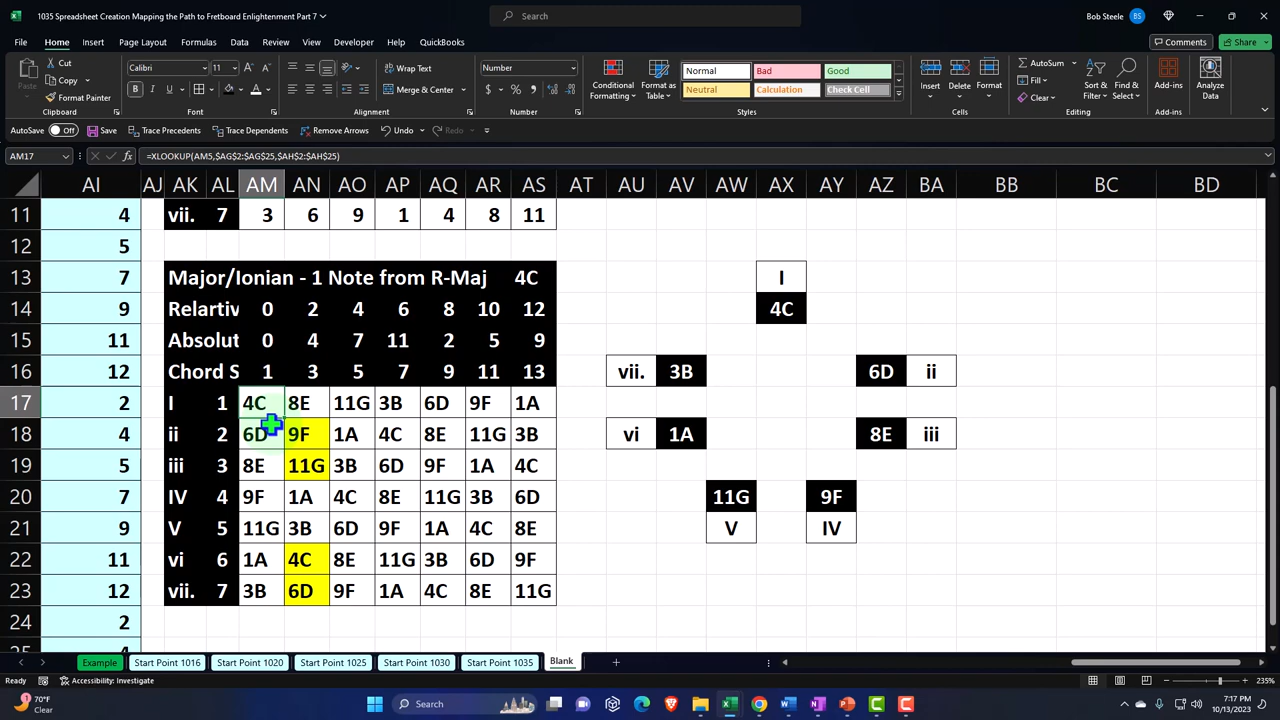 1035 Spreadsheet Creation Mapping the Path to Fretboard Enlightenment Part 7
Search
Bob Steele BS
File Home Insert Page Layout Formulas Data Review View Developer Automate Help QuickBooks
Comments Share
Cut
Copy
Paste
Format Painter
Clipboard
Calibri 11
B I U
Font
Wrap Text
Merge & Center
Alignment
Number
$ %
Number
Conditional Formatting
Format as Table
Normal Bad Good
Neutral Calculation Check Cell
Styles
Insert Delete Format
Cells
AutoSum
Fill
Clear
Sort & Filter
Find & Select
Editing
Add-ins
Add-ins
Analyze Data
AutoSave Off Save Trace Precedents Trace Dependents Remove Arrows Undo Redo
AM17 fx =XLOOKUP(AM5,$AG$2:$AG$25,$AH$2:$AH$25)
AI AJ AK AL AM AN AO AP AQ AR AS AT AU AV AW AX AY AZ BA BB BC BD
11 4 vii. 7 3 6 9 1 4 8 11
12 5
13 7 Major/Ionian - 1 Note from R-Maj 4C I
14 9 Relartiv 0 2 4 6 8 10 12 4C
15 11 Absolut 0 4 7 11 2 5 9
16 12 Chord S 1 3 5 7 9 11 13 vii. 3B 6D ii
17 2 I 1 4C 8E 11G 3B 6D 9F 1A
18 4 ii 2 6D 9F 1A 4C 8E 11G 3B vi 1A 8E iii
19 5 iii 3 8E 11G 3B 6D 9F 1A 4C
20 7 IV 4 9F 1A 4C 8E 11G 3B 6D 11G 9F
21 9 V 5 11G 3B 6D 9F 1A 4C 8E V IV
22 11 vi 6 1A 4C 8E 11G 3B 6D 9F
23 12 vii. 7 3B 6D 9F 1A 4C 8E 11G
24 2
Example Start Point 1016 Start Point 1020 Start Point 1025 Start Point 1030 Start Point 1035 Blank
Ready Accessibility: Investigate 235%
1 70°F
Clear
Search
7:17 PM
10/13/2023